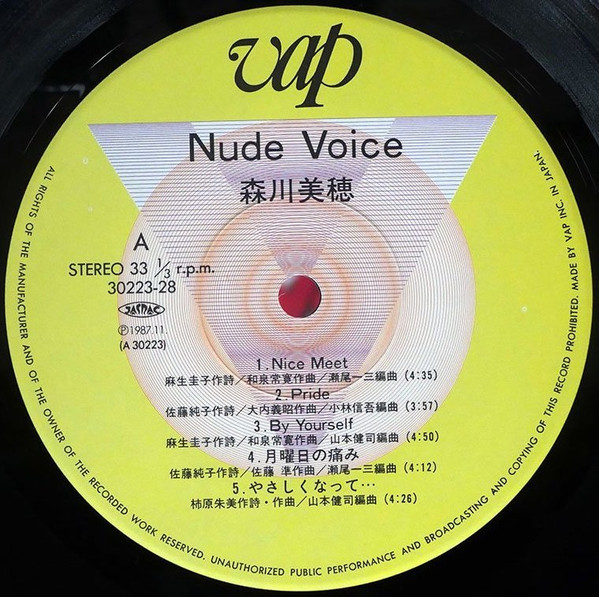 vap
Nude Voice
森川美穂
A
STEREO 33 1/3 r.p.m.
30223-28
JASRAC
Ⓟ1987.11.
(A 30223)
1.Nice Meet
麻生圭子作詩/和泉常寛作曲/瀬尾一三編曲 (4:35)
2.Pride
佐藤純子作詩/大内義昭作曲/小林信吾編曲 (3:57)
3.By Yourself
麻生圭子作詩/和泉常寛作曲/山本健司編曲 (4:50)
4.月曜日の痛み
佐藤純子作詩/佐藤 準作曲/瀬尾一三編曲 (4:12)
5.やさしくなって…
柿原朱美作詩・作曲/山本健司編曲 (4:26)
ALL RIGHTS OF THE MANUFACTURER AND OF THE OWNER OF THE RECORDED WORK RESERVED. UNAUTHORIZED PUBLIC PERFORMANCE AND BROADCASTING AND COPYING OF THIS RECORD PROHIBITED. MADE BY VAP INC. IN JAPAN.